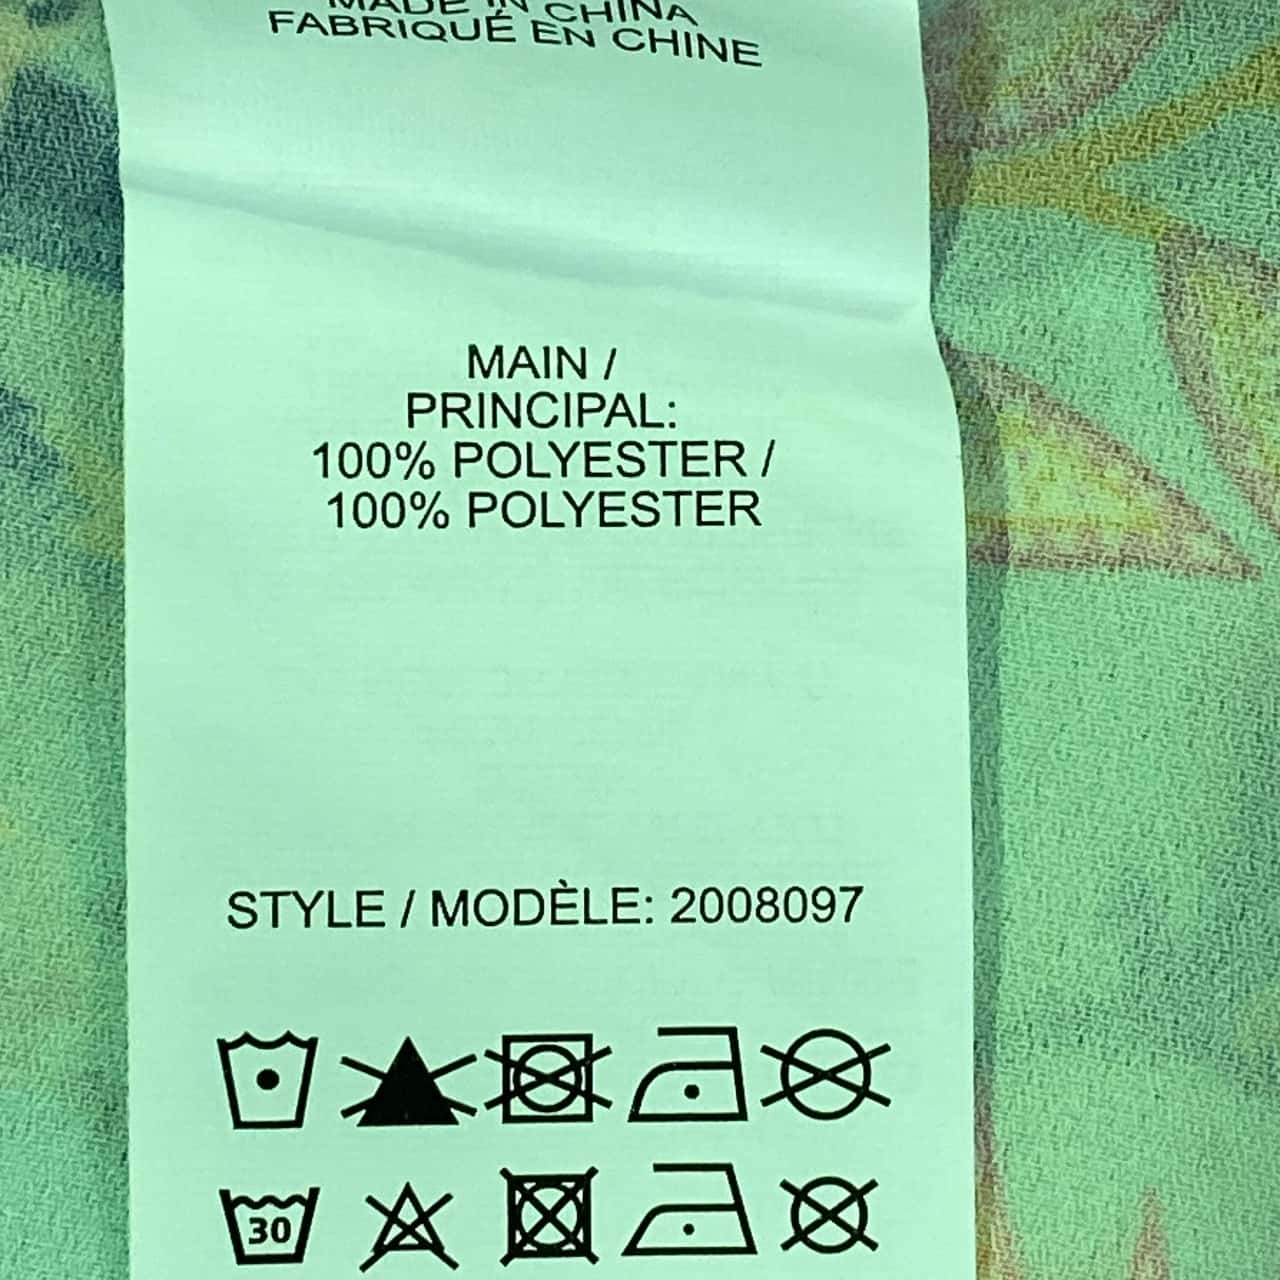 MADE IN CHINA
FABRIQUÉ EN CHINE
MAIN /
PRINCIPAL:
100% POLYESTER /
100% POLYESTER
STYLE / MODÈLE: 2008097
30